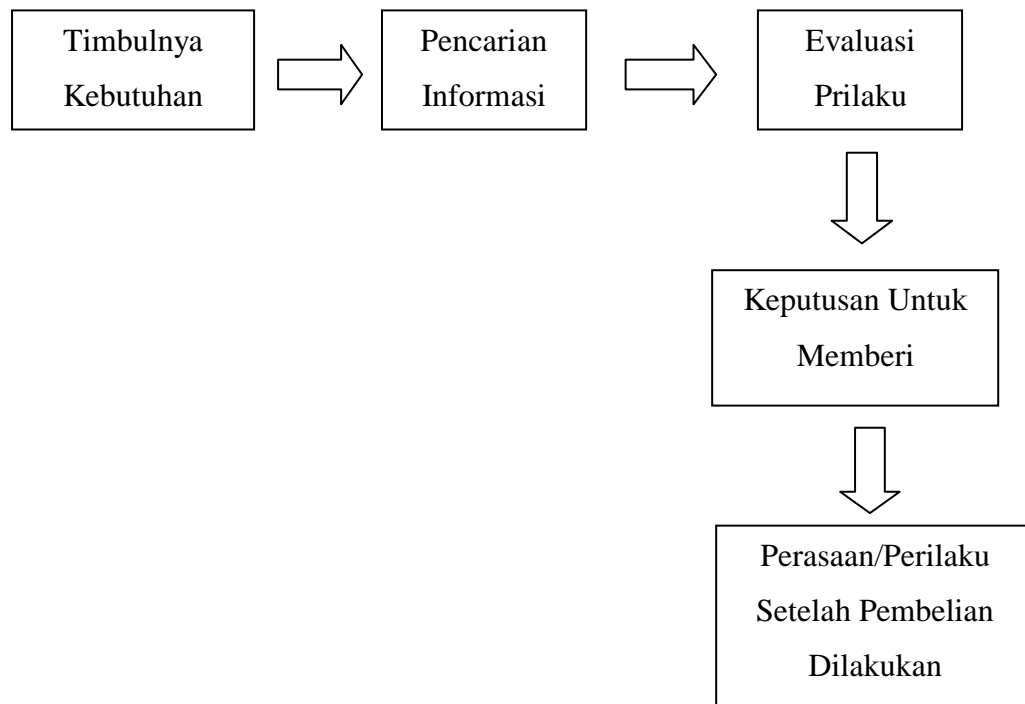 Timbulnya
Kebutuhan
Pencarian
Informasi
Evaluasi
Prilaku
Keputusan Untuk
Memberi
Perasaan/Perilaku
Setelah Pembelian
Dilakukan